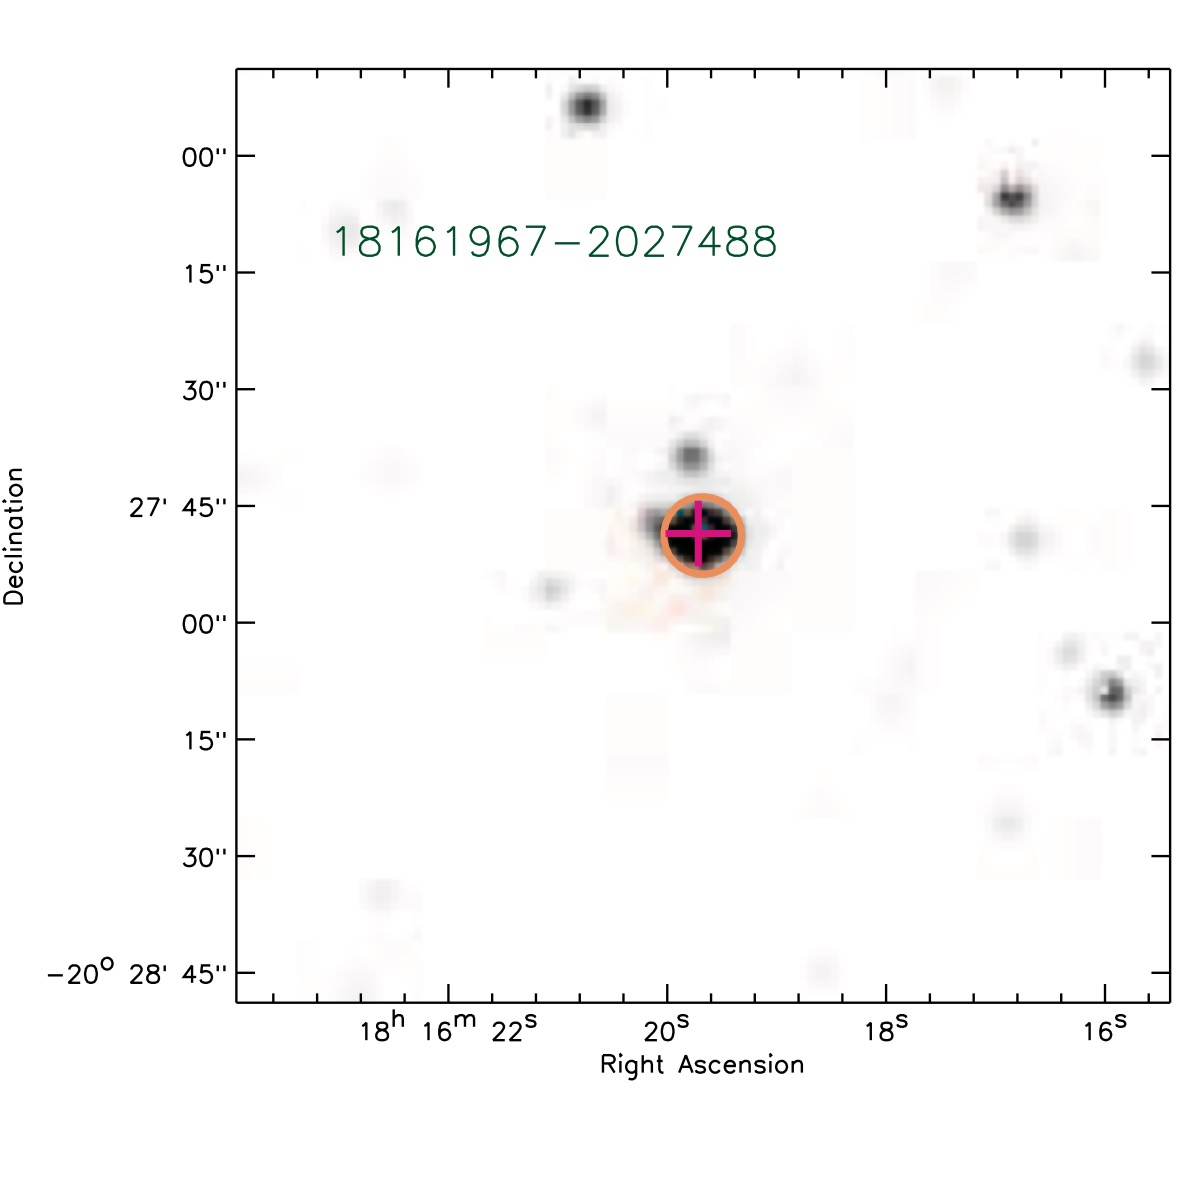 18161967-2027488
00"
15"
30"
27' 45"
00"
15"
30"
-20° 28' 45"
Declination
18h 16m 22s 20s 18s 16s
Right Ascension